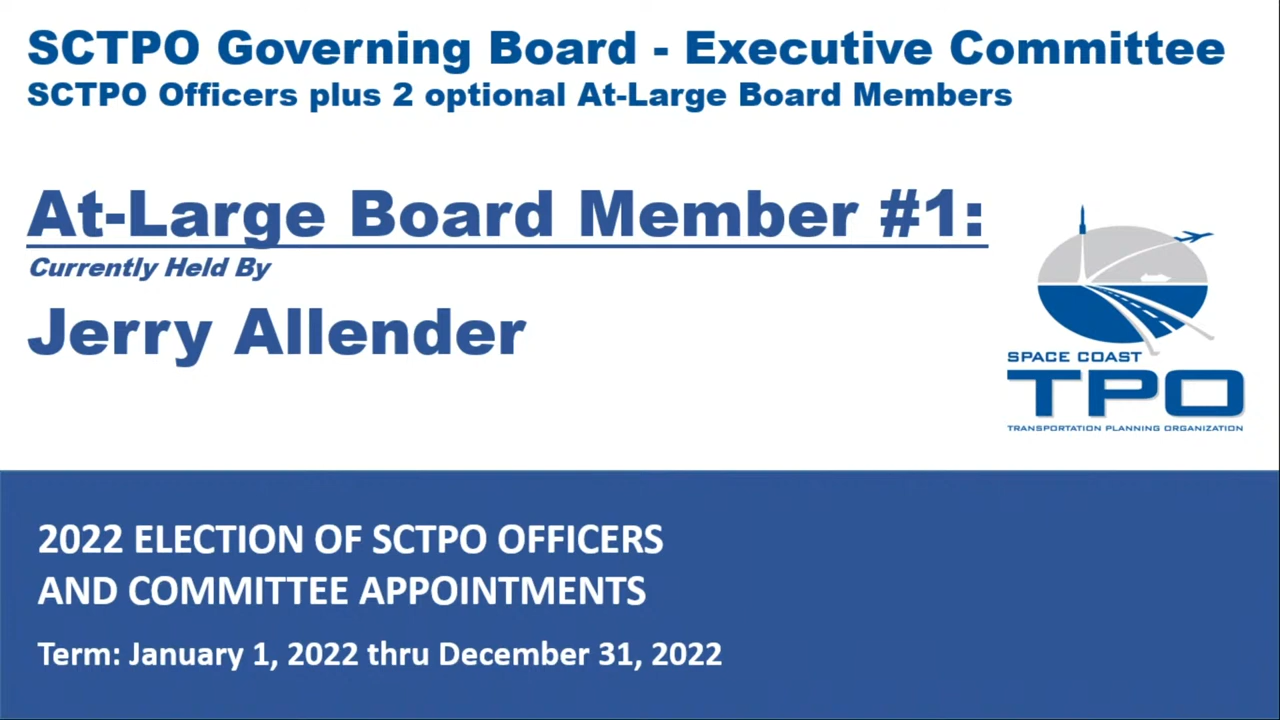 SCTPO Governing Board - Executive Committee
SCTPO Officers plus 2 optional At-Large Board Members
At-Large Board Member #1:
Currently Held By
Jerry Allender
SPACE COAST
TPO
TRANSPORTATION PLANNING ORGANIZATION
2022 ELECTION OF SCTPO OFFICERS
AND COMMITTEE APPOINTMENTS
Term: January 1, 2022 thru December 31, 2022